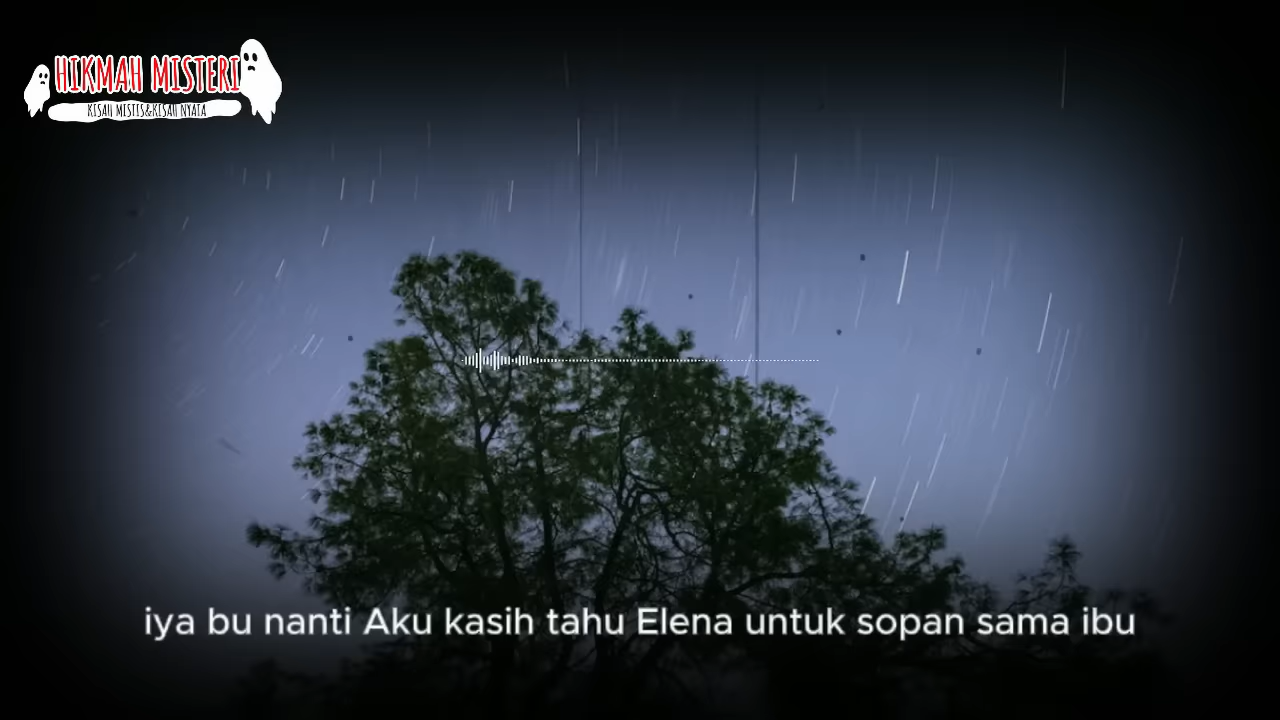 HIKMAH MISTERI
KISAH MISTIS&KISAH NYATA
iya bu nanti Aku kasih tahu Elena untuk sopan sama ibu